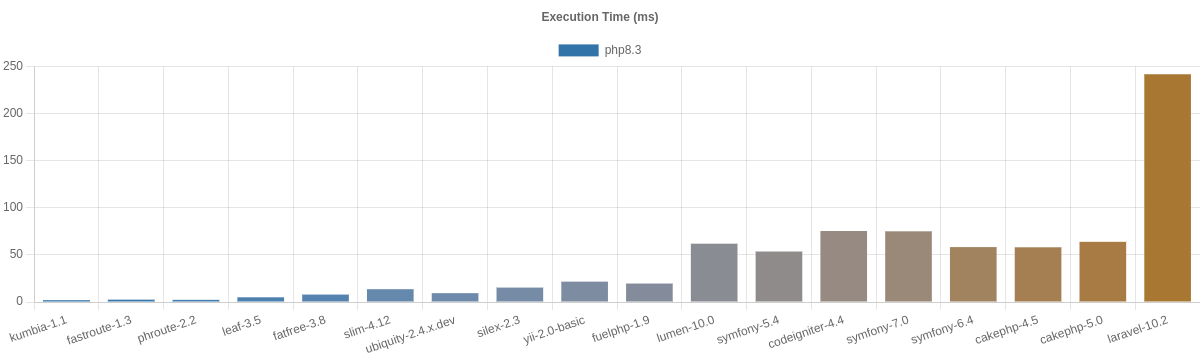 Execution Time (ms)
php8.3
250
200
150
100
50
0
kumbia-1.1
fastroute-1.3
phroute-2.2
leaf-3.5
fatfree-3.8
slim-4.12
ubiquity-2.4.x.dev
silex-2.3
yii-2.0-basic
fuelphp-1.9
lumen-10.0
symfony-5.4
codeigniter-4.4
symfony-7.0
symfony-6.4
cakephp-4.5
cakephp-5.0
laravel-10.2